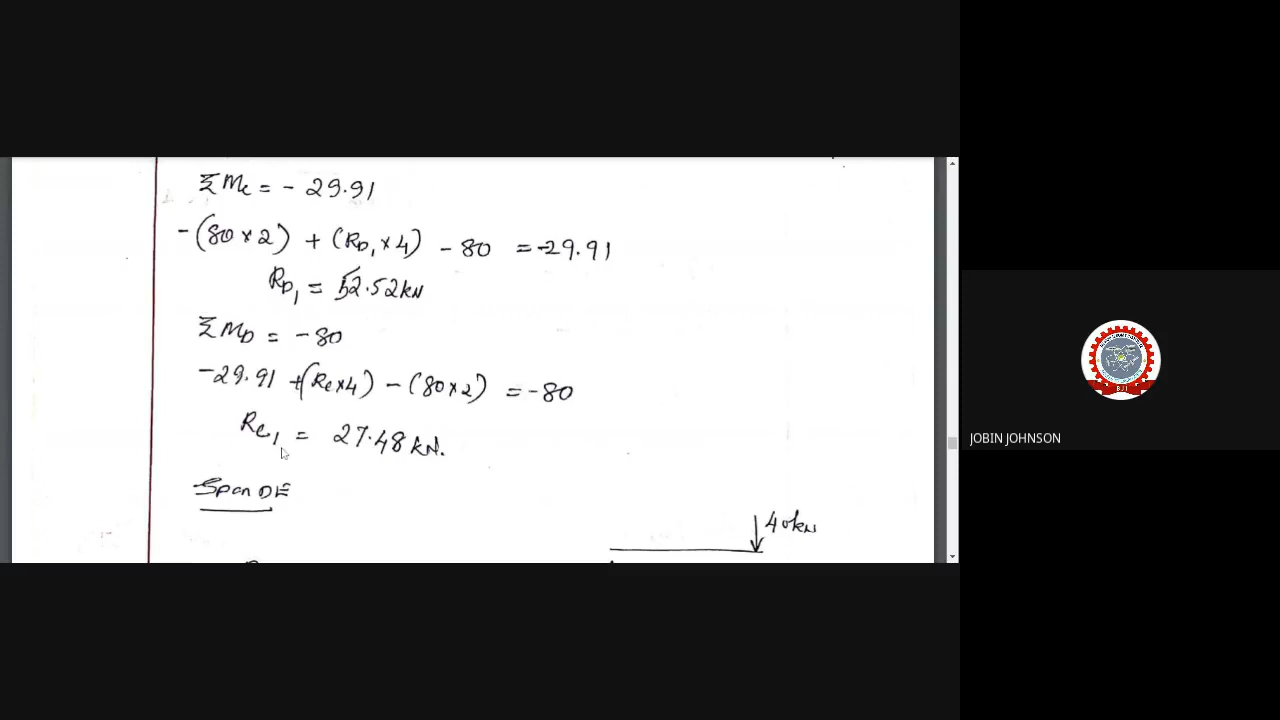 ΣMc = - 29.91
-(80×2) + (RD1×4) - 80 = -29.91
RD1 = 52.52kN
ΣMD = -80
-29.91 +(Rc×4) - (80×2) = -80
Rc1 = 27.48 kN.
Span DE
40kN
JOBIN JOHNSON
BJI